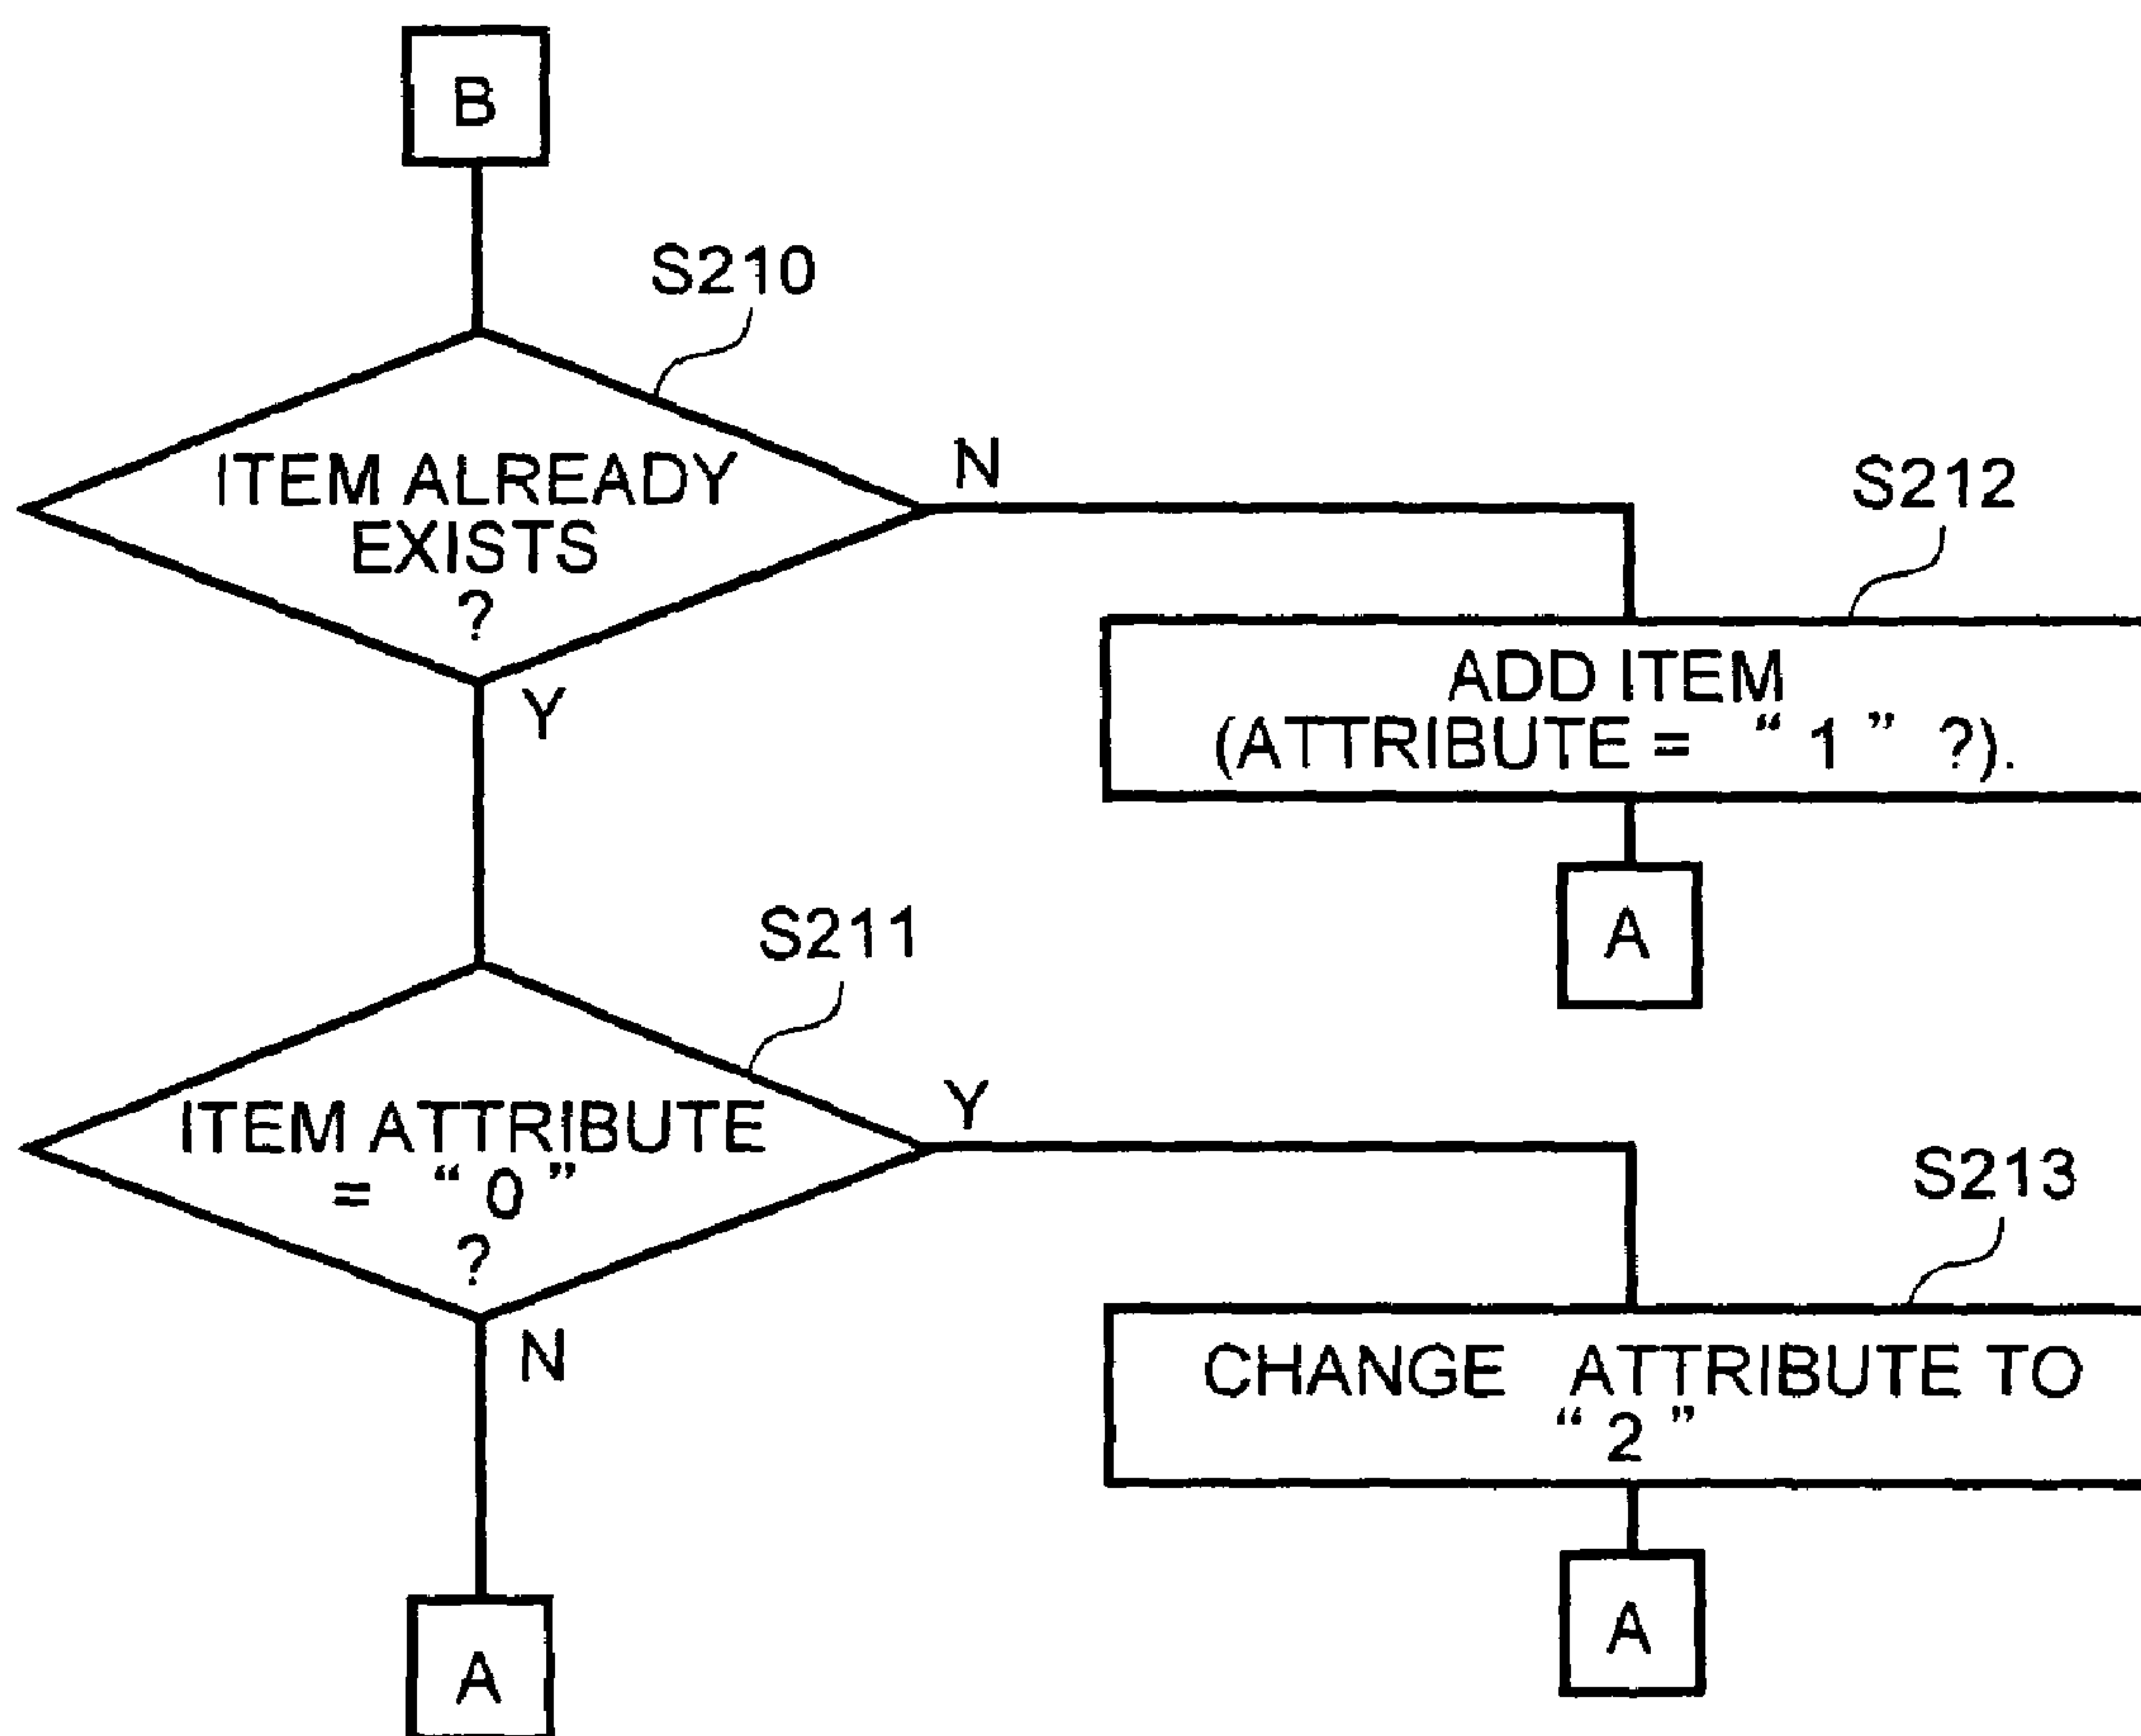 B
S210
ITEM ALREADY
EXISTS
?
N
Y
S212
ADD ITEM
(ATTRIBUTE = “ 1 ” ?).
A
S211
ITEM ATTRIBUTE
= “ 0 ”
?
Y
N
S213
CHANGE ATTRIBUTE TO
“ 2 ”
A
A